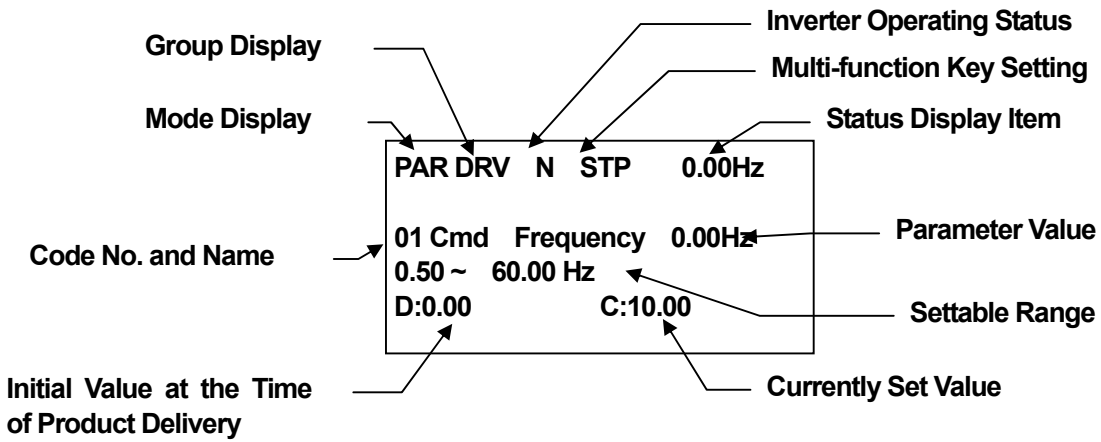 Inverter Operating Status
Group Display
Multi-function Key Setting
Mode Display
Status Display Item
PAR DRV N STP 0.00Hz
01 Cmd Frequency 0.00Hz
Parameter Value
Code No. and Name
0.50 ~ 60.00 Hz
D:0.00 C:10.00
Settable Range
Initial Value at the Time
of Product Delivery
Currently Set Value